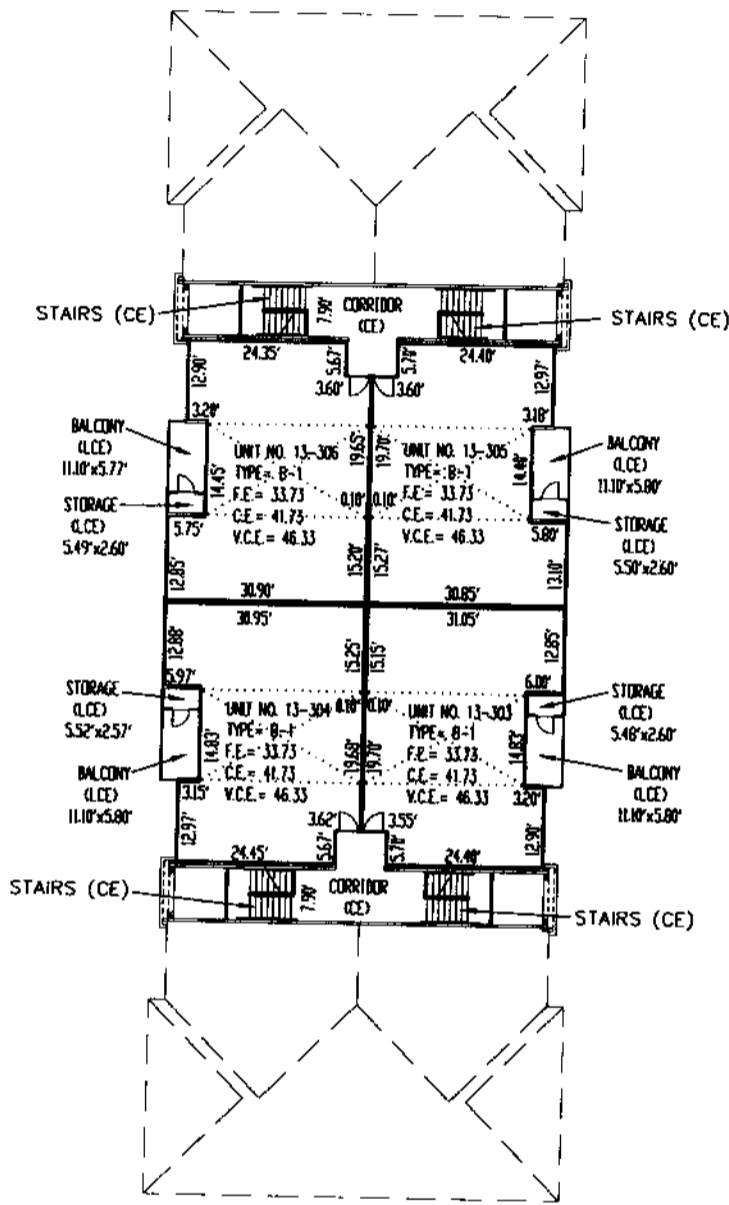 STAIRS (CE)
CORRIDOR
(CE)
7.90'
STAIRS (CE)
24.35'
5.67'
5.70'
24.40'
12.90'
3.60'
3.60'
12.97'
3.20'
3.18'
BALCONY
(LCE)
11.10'x5.77'
STORAGE
(LCE)
5.49'x2.60'
14.45'
UNIT NO. 13-306
TYPE= B-1
F.E.= 33.73
C.E.= 41.73
V.C.E.= 46.33
19.65'
19.70'
0.10'
0.10'
UNIT NO. 13-305
TYPE= B-1
F.E.= 33.73
C.E.= 41.73
V.C.E.= 46.33
BALCONY
(LCE)
11.10'x5.80'
STORAGE
(LCE)
5.50'x2.60'
5.75'
5.80'
12.85'
15.20'
15.27'
13.10'
30.90'
30.85'
30.95'
31.05'
12.88'
15.25'
15.15'
12.85'
5.97'
6.00'
STORAGE
(LCE)
5.52'x2.57'
BALCONY
(LCE)
11.10'x5.80'
14.83'
UNIT NO. 13-304
TYPE= B-1
F.E.= 33.73
C.E.= 41.73
V.C.E.= 46.33
0.10'
0.10'
19.68'
19.70'
UNIT NO. 13-303
TYPE= B-1
F.E.= 33.73
C.E.= 41.73
V.C.E.= 46.33
14.83'
STORAGE
(LCE)
5.48'x2.60'
BALCONY
(LCE)
11.10'x5.80'
3.15'
3.20'
12.97'
3.62'
3.55'
12.90'
24.45'
5.67'
5.70'
24.40'
STAIRS (CE)
7.90'
CORRIDOR
(CE)
STAIRS (CE)